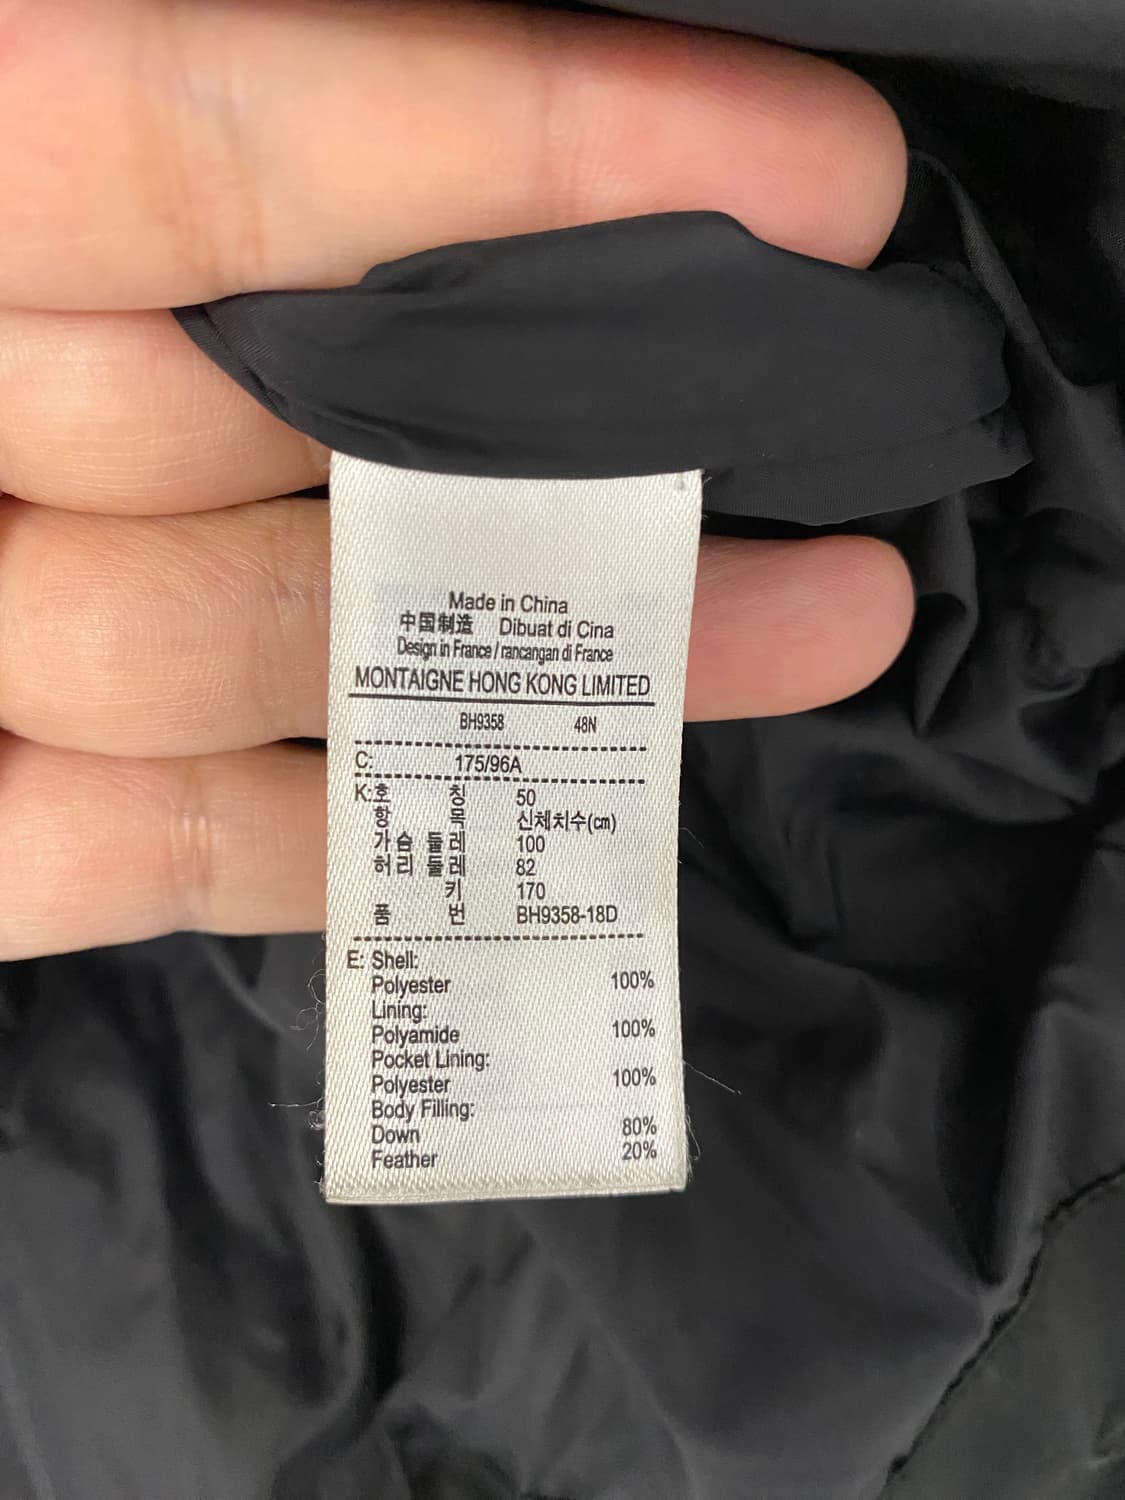 Made in China
中国制造 Dibuat di Cina
Design in France / rancangan di France
MONTAIGNE HONG KONG LIMITED
BH9358 48N
C: 175/96A
K:호 칭 50
항 목 신체치수(cm)
가슴 둘레 100
허리 둘레 82
키 170
품 번 BH9358-18D
E: Shell:
Polyester 100%
Lining:
Polyamide 100%
Pocket Lining:
Polyester 100%
Body Filling:
Down 80%
Feather 20%